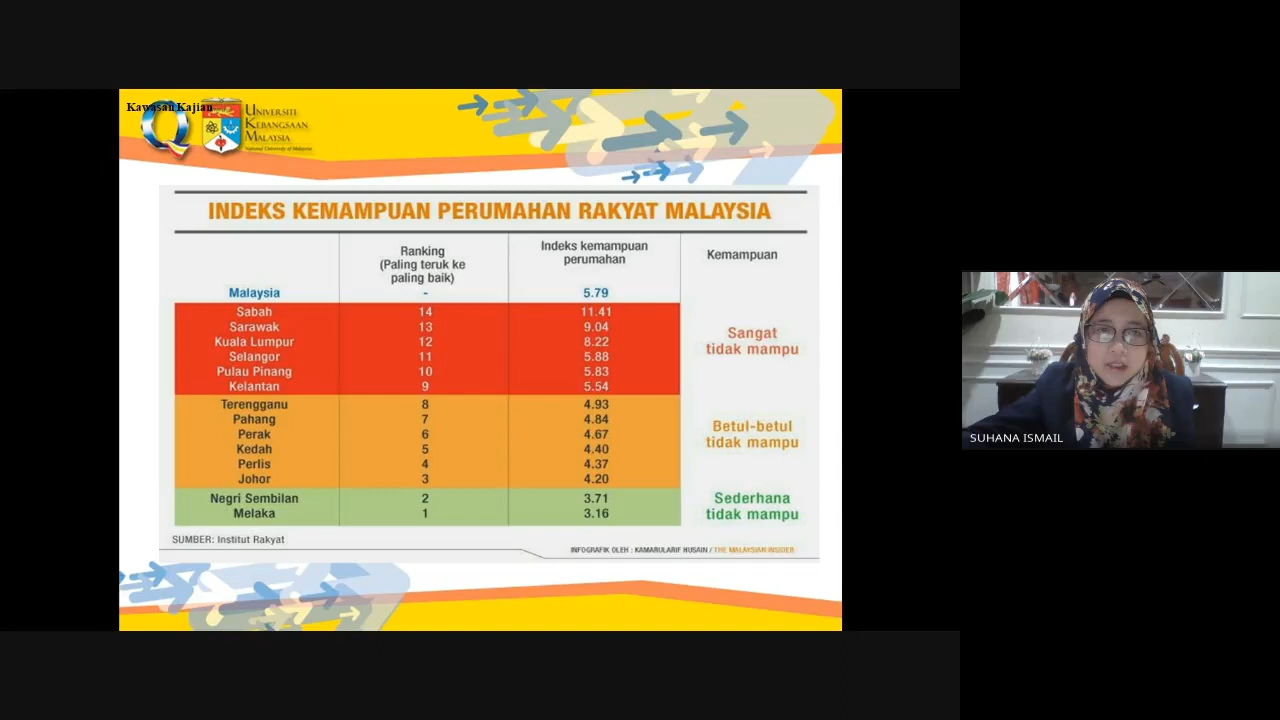 Kawasan Kajian
UNIVERSITI
KEBANGSAAN
MALAYSIA
National University of Malaysia
INDEKS KEMAMPUAN PERUMAHAN RAKYAT MALAYSIA
Ranking
(Paling teruk ke
paling baik)
Indeks kemampuan
perumahan
Kemampuan
Malaysia - 5.79
Sabah 14 11.41
Sarawak 13 9.04
Kuala Lumpur 12 8.22
Selangor 11 5.88
Pulau Pinang 10 5.83
Kelantan 9 5.54
Sangat
tidak mampu
Terengganu 8 4.93
Pahang 7 4.84
Perak 6 4.67
Kedah 5 4.40
Perlis 4 4.37
Johor 3 4.20
Betul-betul
tidak mampu
Negri Sembilan 2 3.71
Melaka 1 3.16
Sederhana
tidak mampu
SUMBER: Institut Rakyat
INFOGRAFIK OLEH : KAMARULARIF HUSAIN / THE MALAYSIAN INSIDER
SUHANA ISMAIL